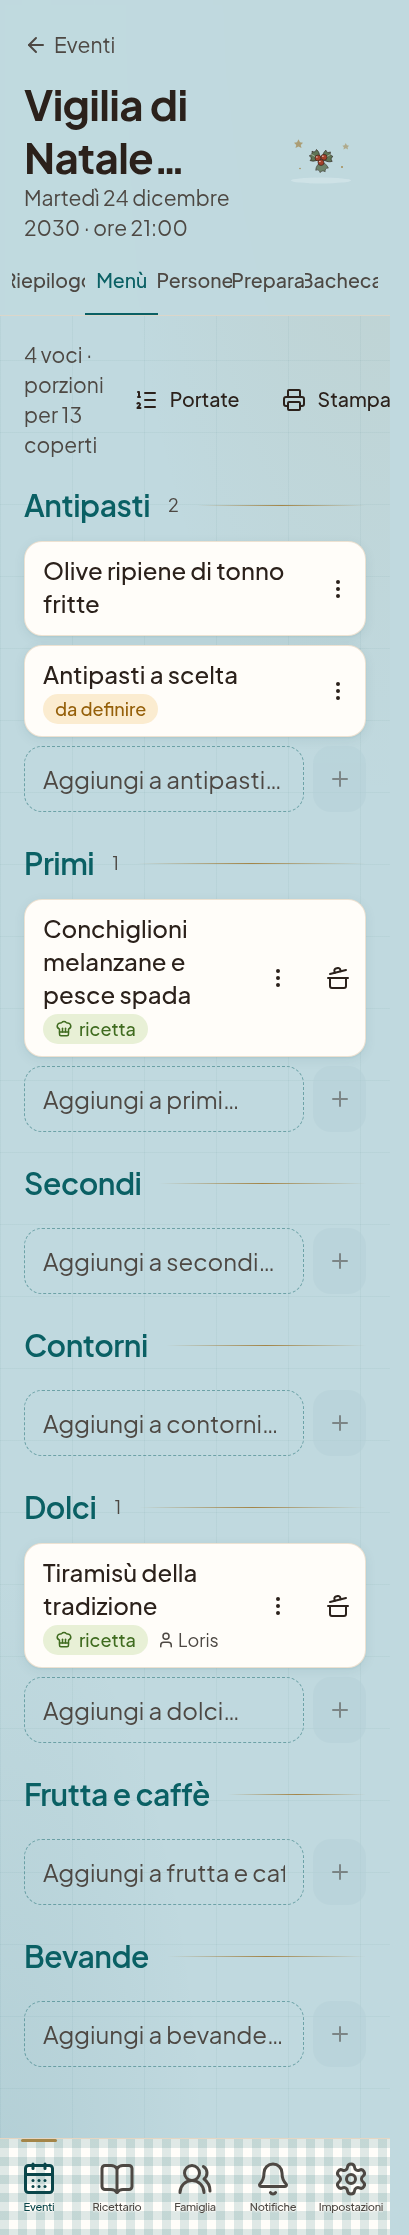 Eventi
Vigilia di
Natale…
Martedì 24 dicembre
2030 · ore 21:00
Riepilogo Menù Persone Prepara Bacheca
4 voci ·
porzioni
per 13
coperti
Portate
Stampa
Antipasti 2
Olive ripiene di tonno
fritte
Antipasti a scelta
da definire
Aggiungi a antipasti…
Primi 1
Conchiglioni
melanzane e
pesce spada
ricetta
Aggiungi a primi…
Secondi
Aggiungi a secondi…
Contorni
Aggiungi a contorni…
Dolci 1
Tiramisù della
tradizione
ricetta Loris
Aggiungi a dolci…
Frutta e caffè
Aggiungi a frutta e caf
Bevande
Aggiungi a bevande…
Eventi Ricettario Famiglia Notifiche Impostazioni